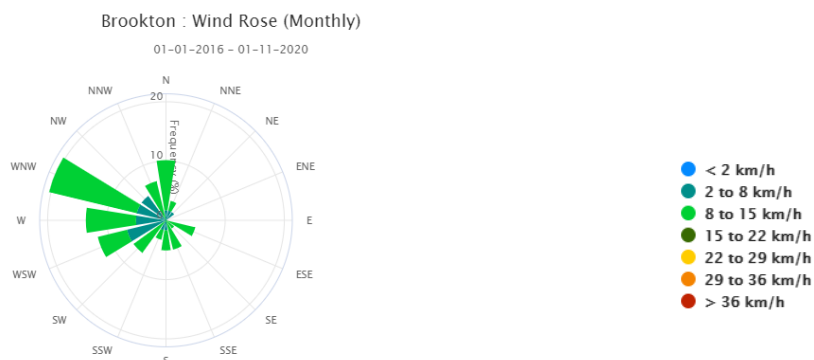 Brookton : Wind Rose (Monthly)
01-01-2016 – 01-11-2020
N
NNW
NNE
20
NW
NE
Frequency (%)
10
WNW
ENE
< 2 km/h
2 to 8 km/h
8 to 15 km/h
W
E
15 to 22 km/h
22 to 29 km/h
WSW
ESE
29 to 36 km/h
> 36 km/h
SW
SE
SSW
SSE